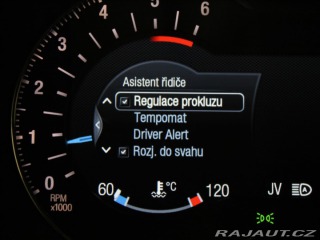 Asistent řidiče
Regulace prokluzu
Tempomat
Driver Alert
Rozj. do svahu
6
5
4
3
2
1
0
RPM
x1000
60
°C
120
JV
A
RAJAUT.CZ